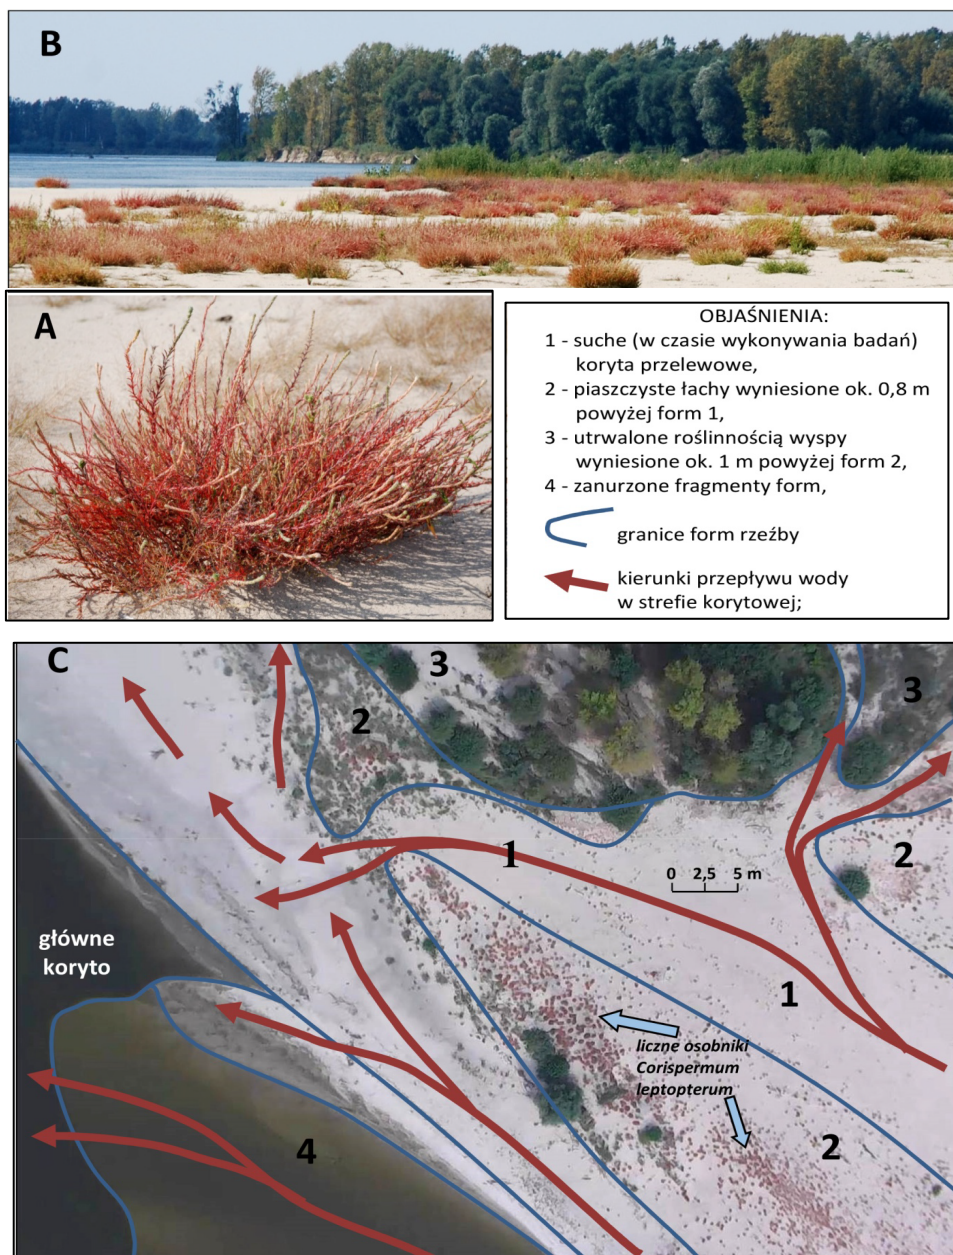 B
A
OBJAŚNIENIA:
1 - suche (w czasie wykonywania badań)
koryta przelewowe,
2 - piaszczyste łachy wyniesione ok. 0,8 m
powyżej form 1,
3 - utrwalone roślinnością wyspy
wyniesione ok. 1 m powyżej form 2,
4 - zanurzone fragmenty form,
granice form rzeźby
kierunki przepływu wody
w strefie korytowej;
C
3
3
2
1
2
0 2,5 5 m
główne
koryto
1
liczne osobniki
Corispermum
leptopterum
4
2